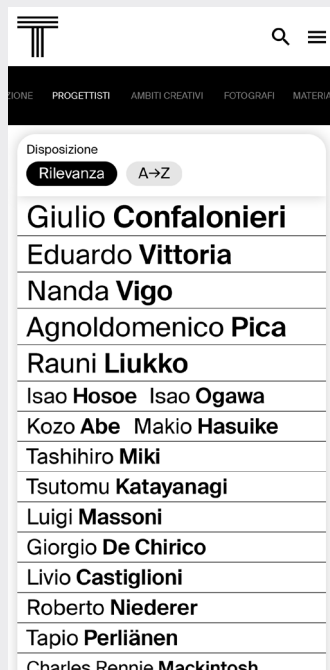 ZIONE PROGETTISTI AMBITI CREATIVI FOTOGRAFI MATERIA
Disposizione
Rilevanza A→Z
Giulio Confalonieri
Eduardo Vittoria
Nanda Vigo
Agnoldomenico Pica
Rauni Liukko
Isao Hosoe Isao Ogawa
Kozo Abe Makio Hasuike
Tashihiro Miki
Tsutomu Katayanagi
Luigi Massoni
Giorgio De Chirico
Livio Castiglioni
Roberto Niederer
Tapio Perliänen
Charles Rennie Mackintosh